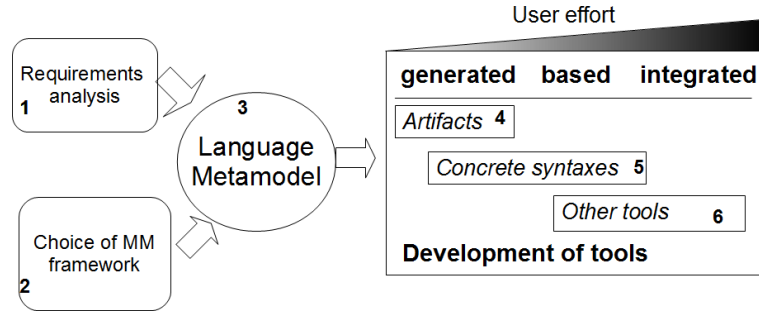 User effort
Requirements
analysis
1
3
Language
Metamodel
Choice of MM
framework
2
generated based integrated
Artifacts 4
Concrete syntaxes 5
Other tools 6
Development of tools